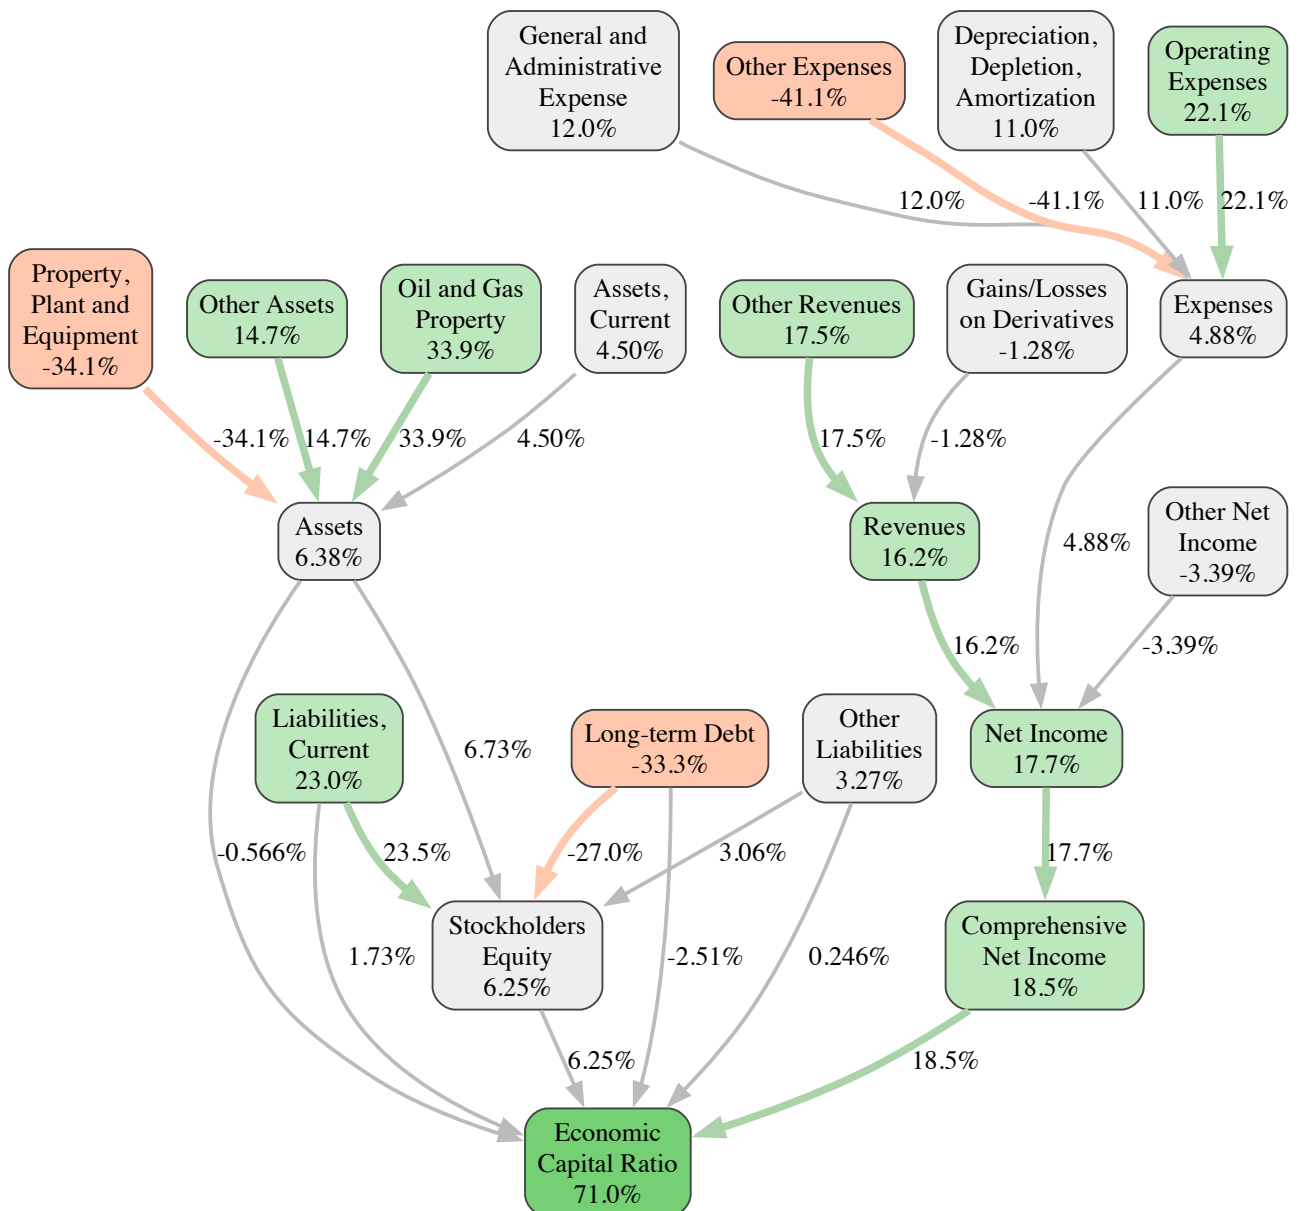 General and
Administrative
Expense
12.0%
Other Expenses
-41.1%
Depreciation,
Depletion,
Amortization
11.0%
Operating
Expenses
22.1%
12.0%
-41.1%
11.0%
22.1%
Property,
Plant and
Equipment
-34.1%
Other Assets
14.7%
Oil and Gas
Property
33.9%
Assets,
Current
4.50%
Other Revenues
17.5%
Gains/Losses
on Derivatives
-1.28%
Expenses
4.88%
-34.1%
14.7%
33.9%
4.50%
17.5%
-1.28%
Assets
6.38%
Revenues
16.2%
4.88%
Other Net
Income
-3.39%
16.2%
-3.39%
Liabilities,
Current
23.0%
6.73%
Long-term Debt
-33.3%
Other
Liabilities
3.27%
Net Income
17.7%
-0.566%
23.5%
-27.0%
3.06%
17.7%
1.73%
Stockholders
Equity
6.25%
-2.51%
0.246%
Comprehensive
Net Income
18.5%
6.25%
18.5%
Economic
Capital Ratio
71.0%